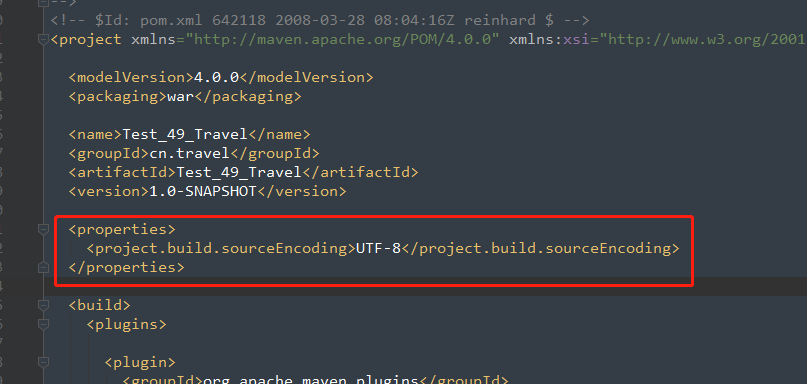 -->
<!-- $Id: pom.xml 642118 2008-03-28 08:04:16Z reinhard $ -->
<project xmlns="http://maven.apache.org/POM/4.0.0" xmlns:xsi="http://www.w3.org/2001
<modelVersion>4.0.0</modelVersion>
<packaging>war</packaging>
<name>Test_49_Travel</name>
<groupId>cn.travel</groupId>
<artifactId>Test_49_Travel</artifactId>
<version>1.0-SNAPSHOT</version>
<properties>
<project.build.sourceEncoding>UTF-8</project.build.sourceEncoding>
</properties>
<build>
<plugins>
<plugin>
<groupId>org.apache.maven.plugins</groupId>